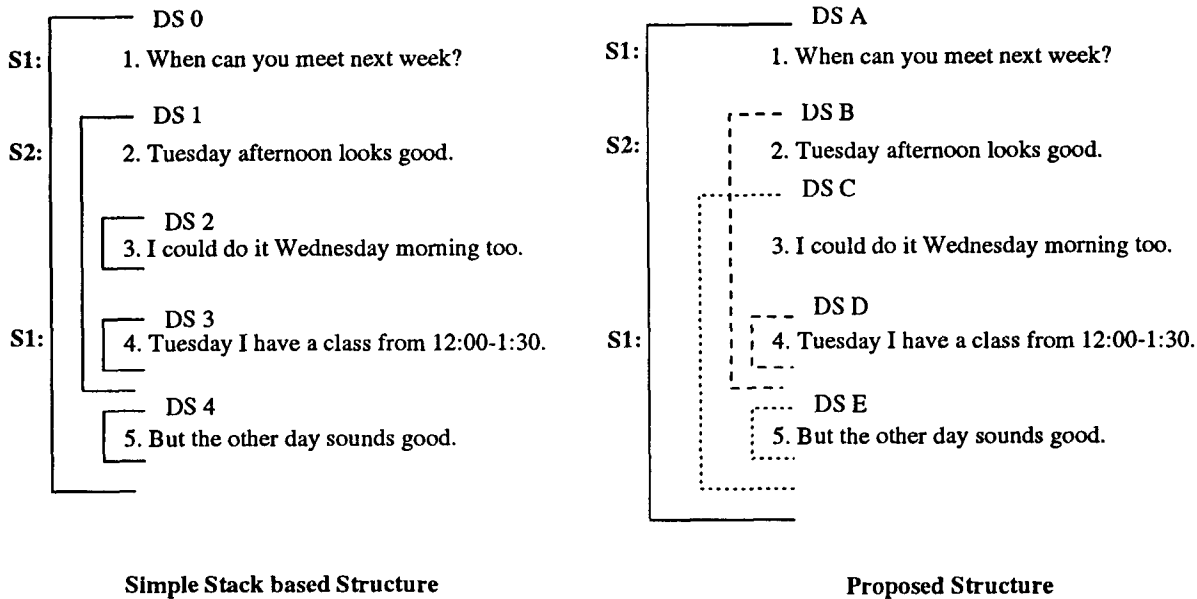 DS 0
S1: 1. When can you meet next week?
DS 1
S2: 2. Tuesday afternoon looks good.
DS 2
3. I could do it Wednesday morning too.
DS 3
S1: 4. Tuesday I have a class from 12:00-1:30.
DS 4
5. But the other day sounds good.
Simple Stack based Structure
DS A
S1: 1. When can you meet next week?
DS B
S2: 2. Tuesday afternoon looks good.
DS C
3. I could do it Wednesday morning too.
DS D
S1: 4. Tuesday I have a class from 12:00-1:30.
DS E
5. But the other day sounds good.
Proposed Structure